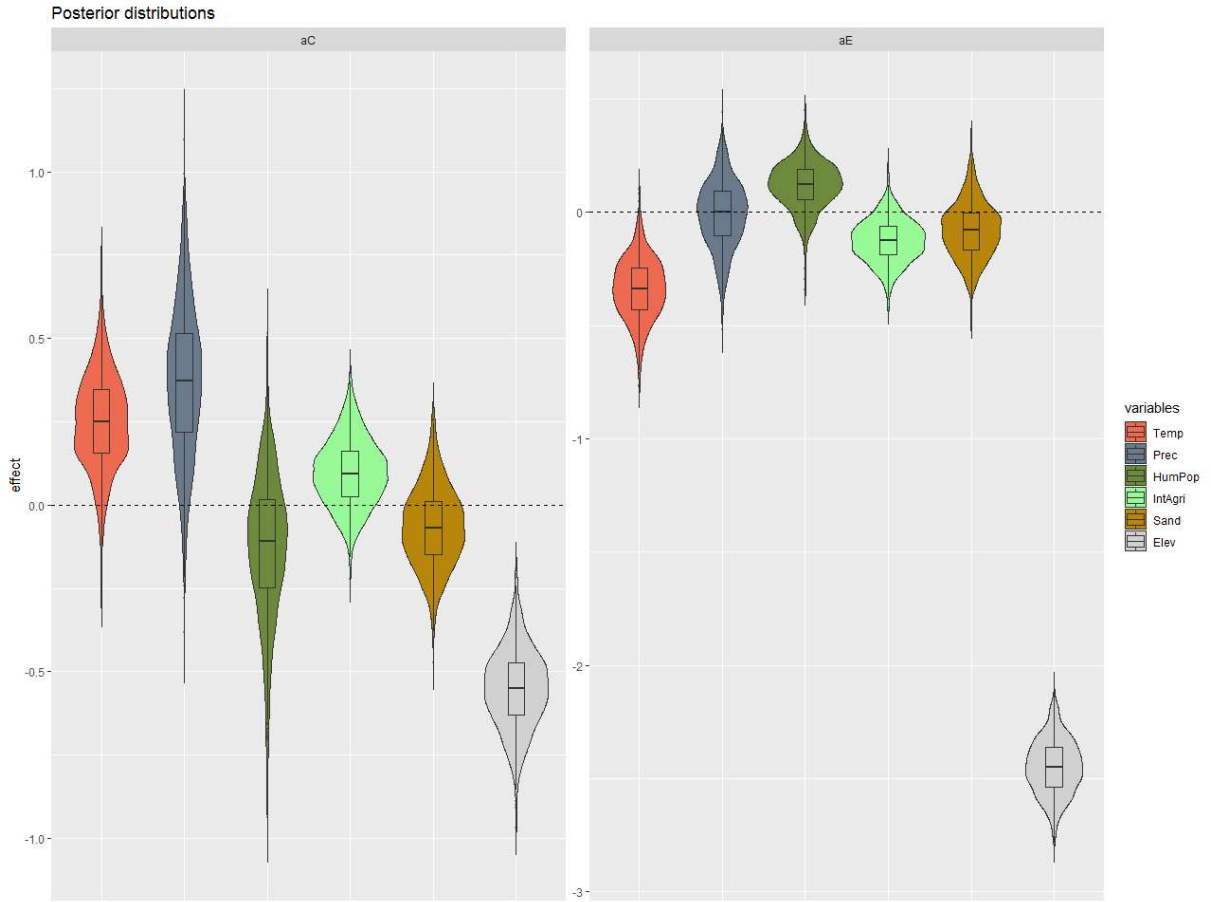 Posterior distributions
aC
aE
effect
1.0
0.5
0.0
-0.5
-1.0
0
-1
-2
-3
variables
Temp
Prec
HumPop
IntAgri
Sand
Elev